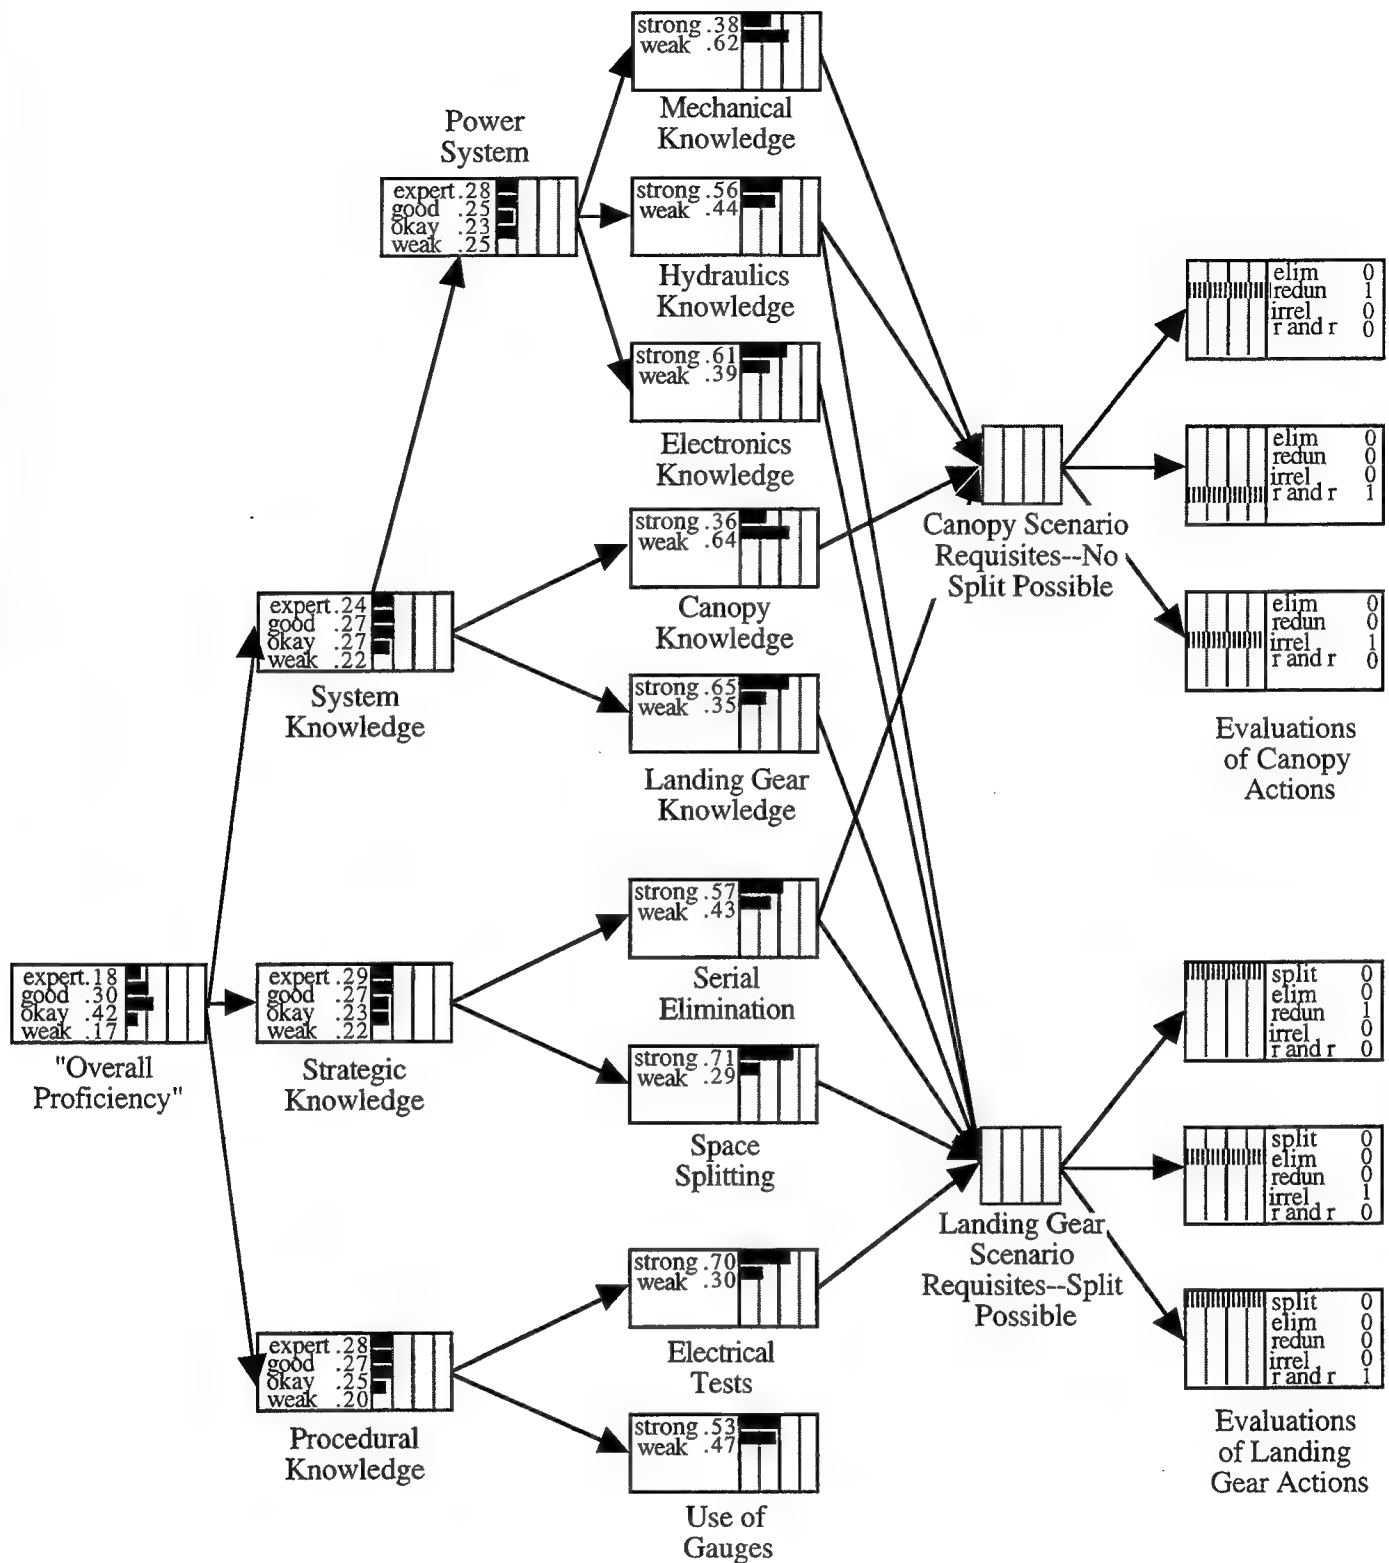 strong .38
weak .62
Mechanical
Knowledge
Power
System
expert .28
good .25
okay .23
weak .25
strong .56
weak .44
Hydraulics
Knowledge
strong .61
weak .39
Electronics
Knowledge
strong .36
weak .64
Canopy
Knowledge
expert .24
good .27
okay .27
weak .22
System
Knowledge
strong .65
weak .35
Landing Gear
Knowledge
strong .57
weak .43
Serial
Elimination
expert .18
good .30
okay .42
weak .17
"Overall
Proficiency"
expert .29
good .27
okay .23
weak .22
Strategic
Knowledge
strong .71
weak .29
Space
Splitting
strong .70
weak .30
Electrical
Tests
expert .28
good .27
okay .25
weak .20
Procedural
Knowledge
strong .53
weak .47
Use of
Gauges
Canopy Scenario
Requisites--No
Split Possible
elim 0
redun 1
irrel 0
r and r 0
elim 0
redun 0
irrel 0
r and r 1
elim 0
redun 0
irrel 1
r and r 0
Evaluations
of Canopy
Actions
Landing Gear
Scenario
Requisites--Split
Possible
split 0
elim 0
redun 1
irrel 0
r and r 0
split 0
elim 0
redun 0
irrel 1
r and r 0
split 0
elim 0
redun 0
irrel 0
r and r 1
Evaluations
of Landing
Gear Actions